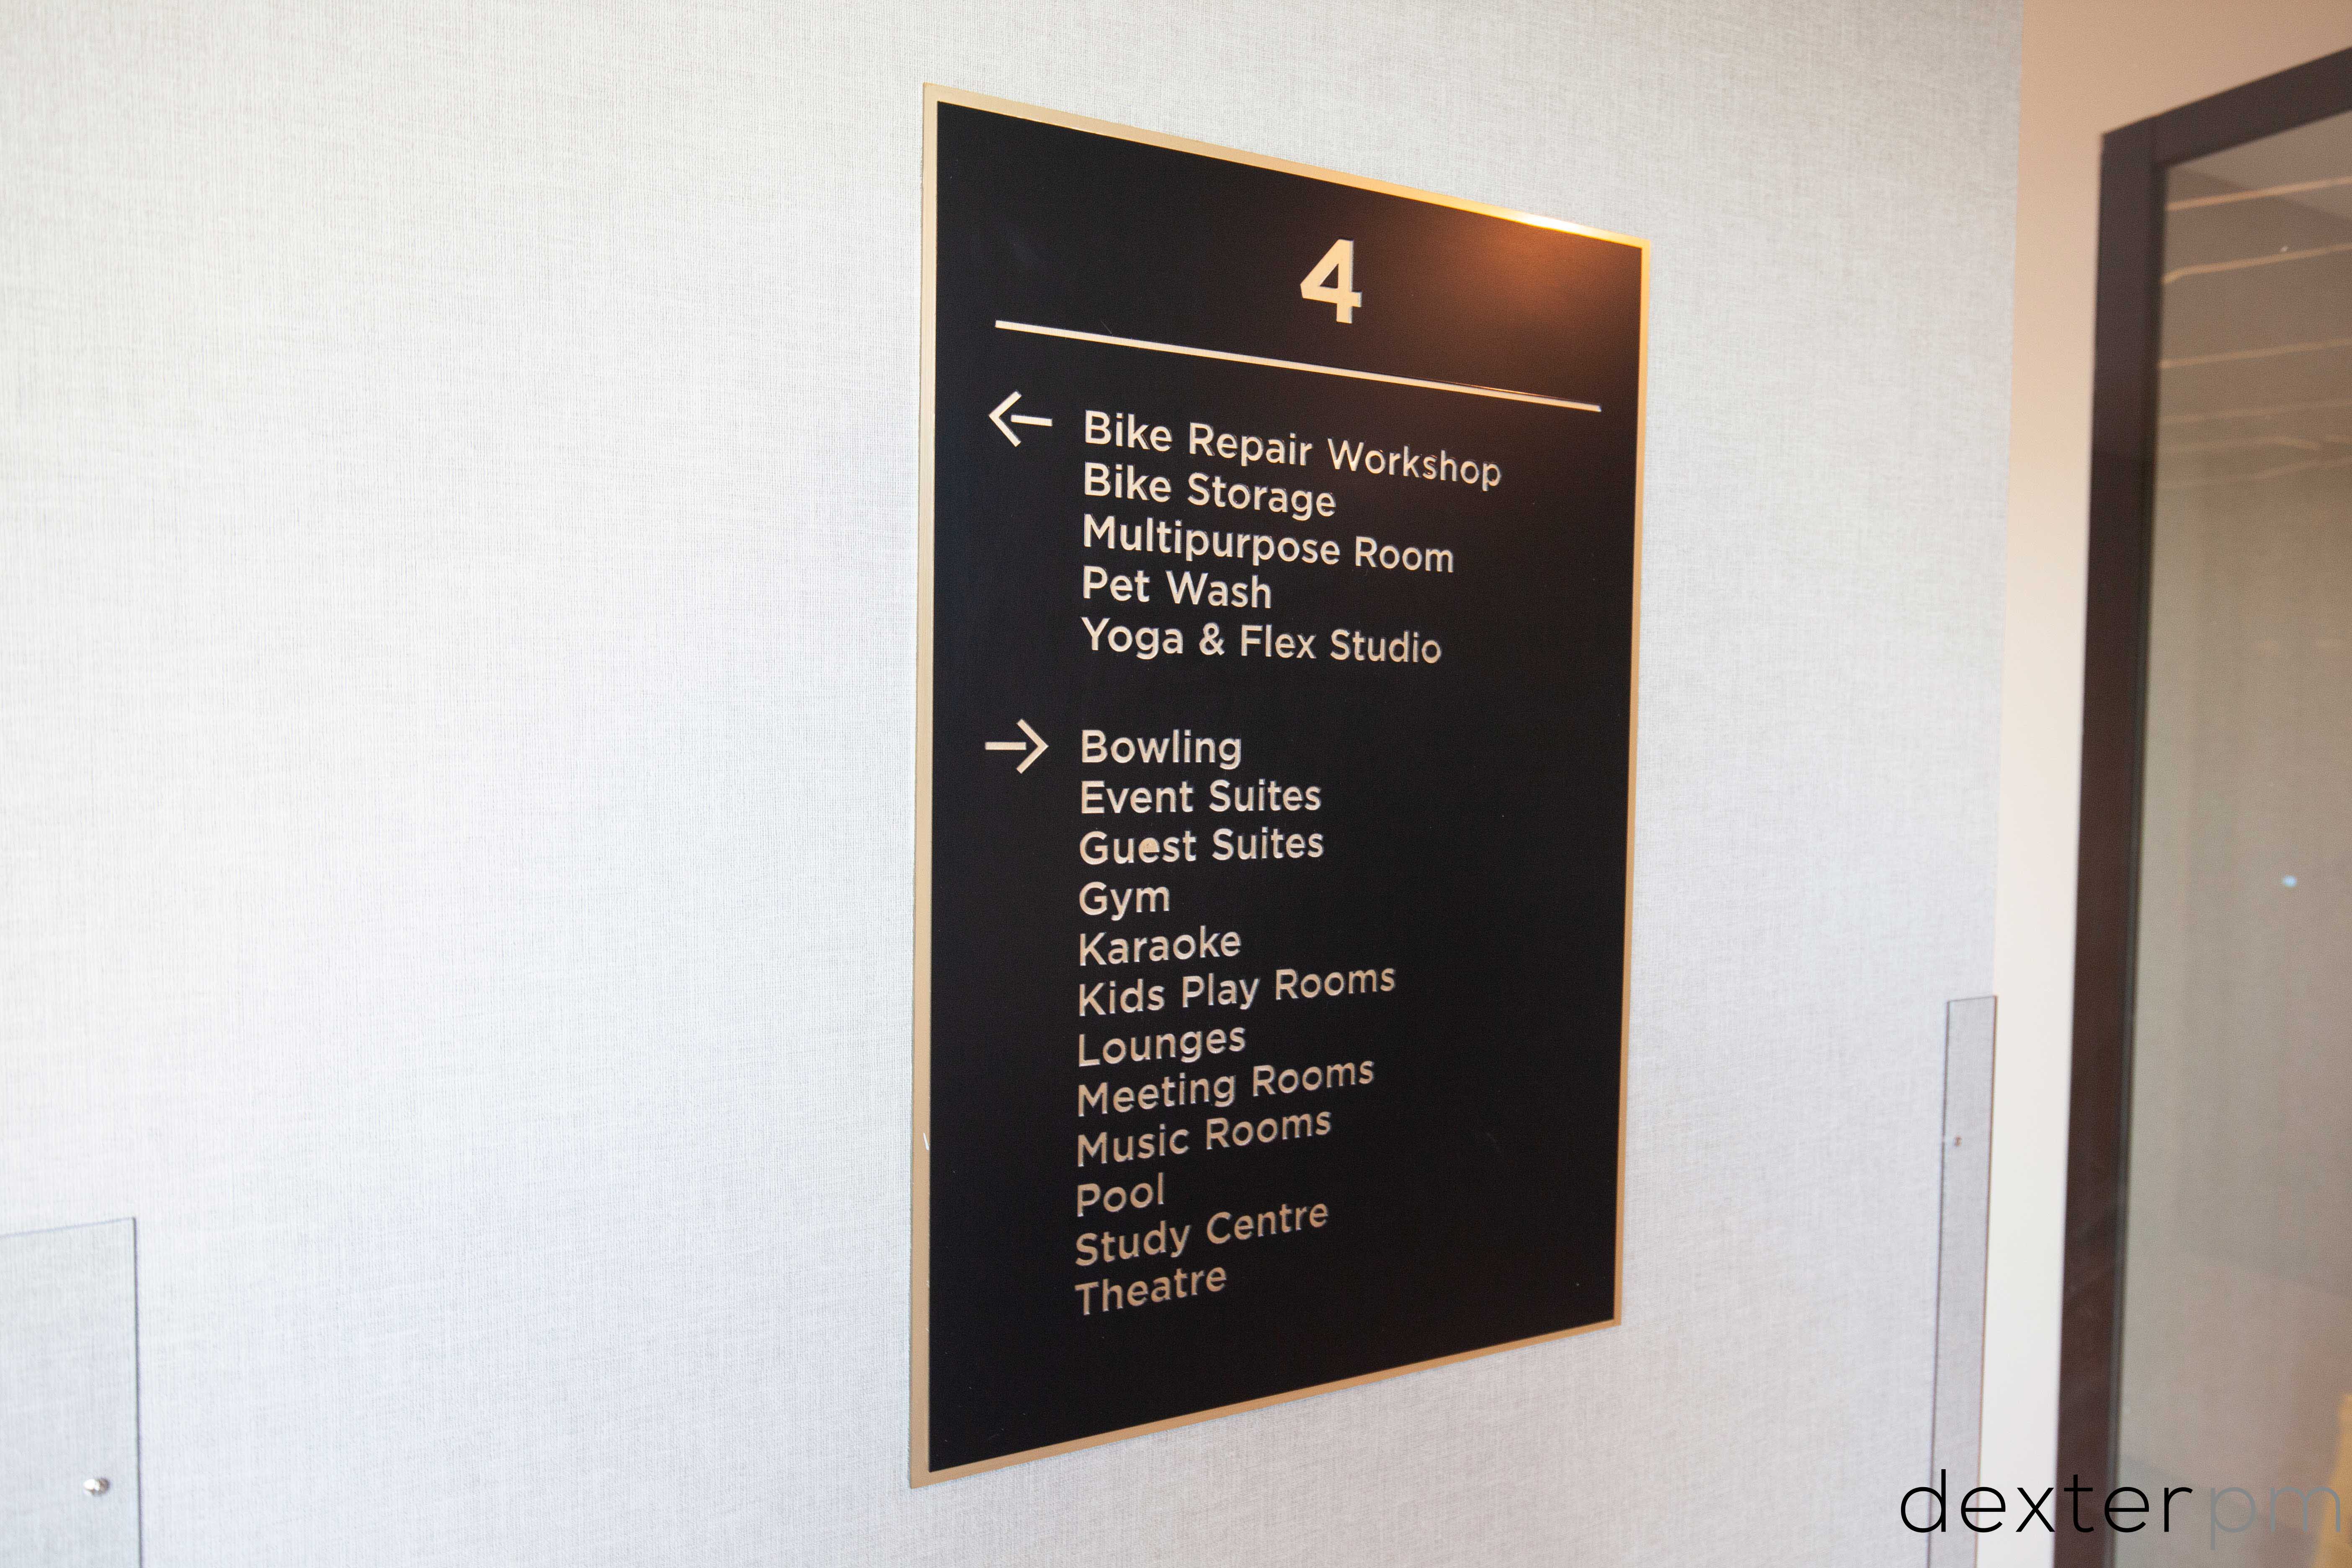 4
← Bike Repair Workshop
Bike Storage
Multipurpose Room
Pet Wash
Yoga & Flex Studio
→ Bowling
Event Suites
Guest Suites
Gym
Karaoke
Kids Play Rooms
Lounges
Meeting Rooms
Music Rooms
Pool
Study Centre
Theatre
dexterpm